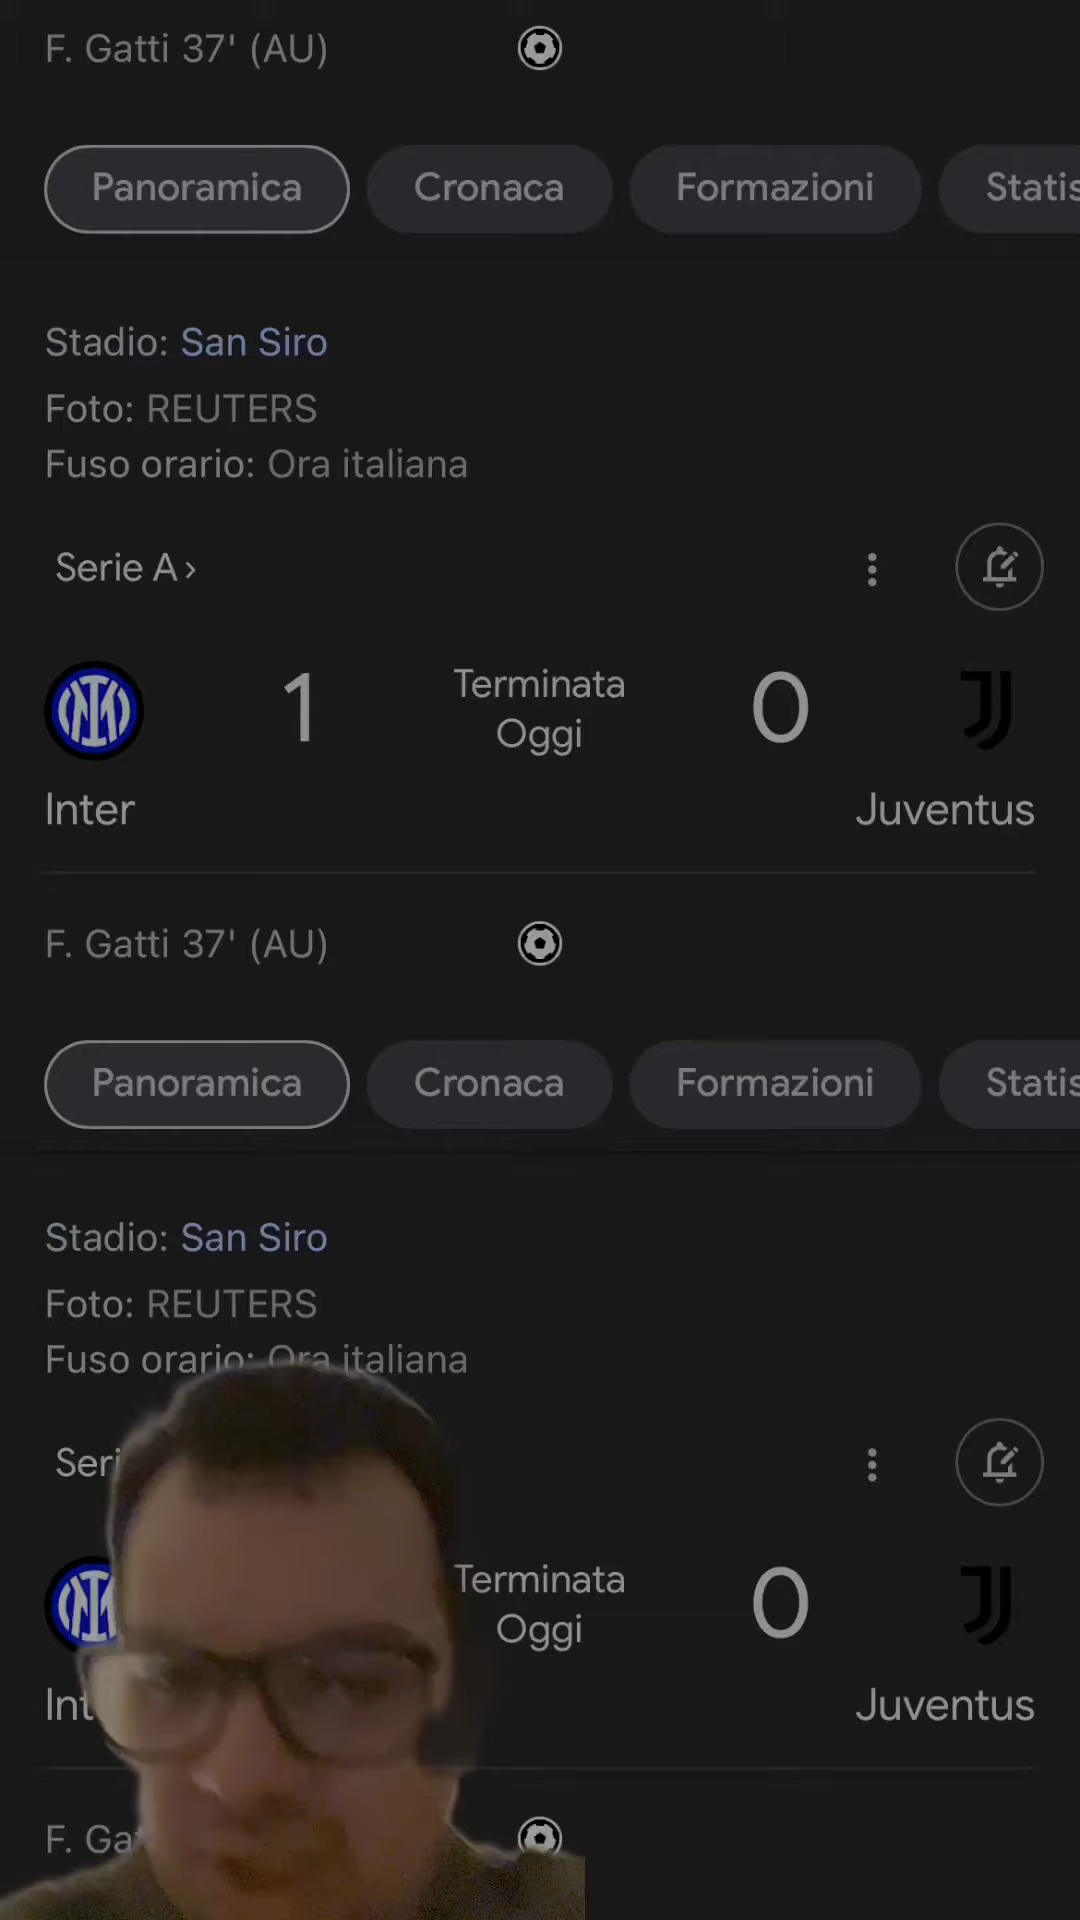 F. Gatti 37' (AU)
Panoramica Cronaca Formazioni Statis
Stadio: San Siro
Foto: REUTERS
Fuso orario: Ora italiana
Serie A ›
1 Terminata 0
Oggi
Inter Juventus
F. Gatti 37' (AU)
Panoramica Cronaca Formazioni Statis
Stadio: San Siro
Foto: REUTERS
Fuso orario: Ora italiana
Seri
Terminata 0
Oggi
Int Juventus
F. Ga